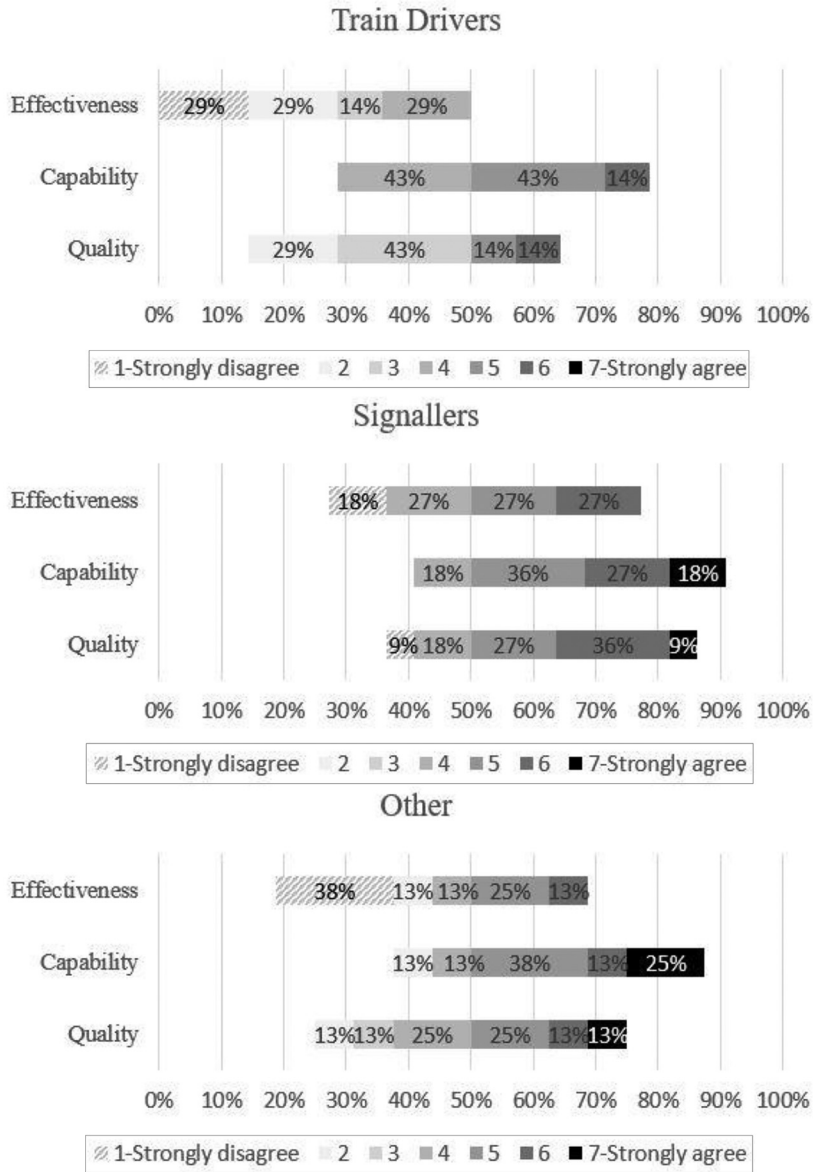 Train Drivers
Effectiveness 29% 29% 14% 29%
Capability 43% 43% 14%
Quality 29% 43% 14% 14%
0% 10% 20% 30% 40% 50% 60% 70% 80% 90% 100%
1-Strongly disagree 2 3 4 5 6 7-Strongly agree
Signallers
Effectiveness 18% 27% 27% 27%
Capability 18% 36% 27% 18%
Quality 9% 18% 27% 36% 9%
0% 10% 20% 30% 40% 50% 60% 70% 80% 90% 100%
1-Strongly disagree 2 3 4 5 6 7-Strongly agree
Other
Effectiveness 38% 13% 13% 25% 13%
Capability 13% 13% 38% 13% 25%
Quality 13% 13% 25% 25% 13% 13%
0% 10% 20% 30% 40% 50% 60% 70% 80% 90% 100%
1-Strongly disagree 2 3 4 5 6 7-Strongly agree